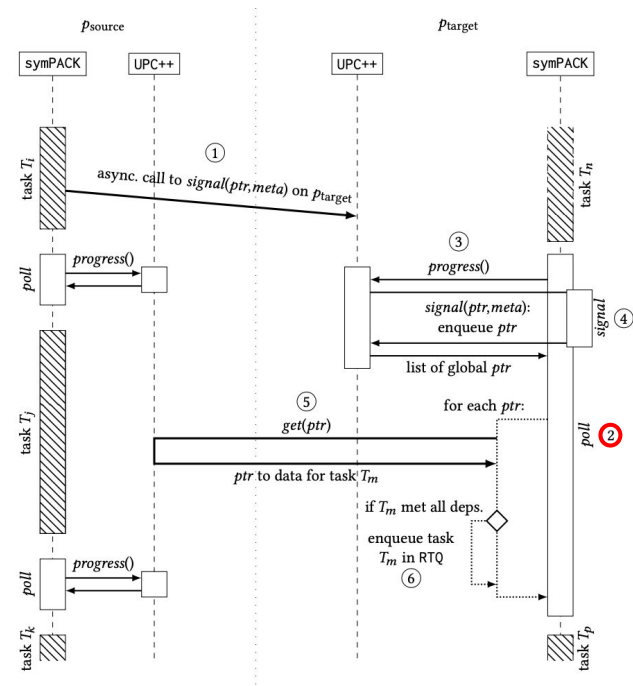 p_source
p_target
symPACK
UPC++
UPC++
symPACK
task T_i
①
async. call to signal(ptr,meta) on p_target
task T_n
poll
progress()
③
progress()
signal(ptr,meta):
enqueue ptr
signal
④
list of global ptr
task T_j
⑤
get(ptr)
for each ptr:
poll
②
ptr to data for task T_m
if T_m met all deps.
enqueue task
T_m in RTQ
⑥
poll
progress()
task T_k
task T_p